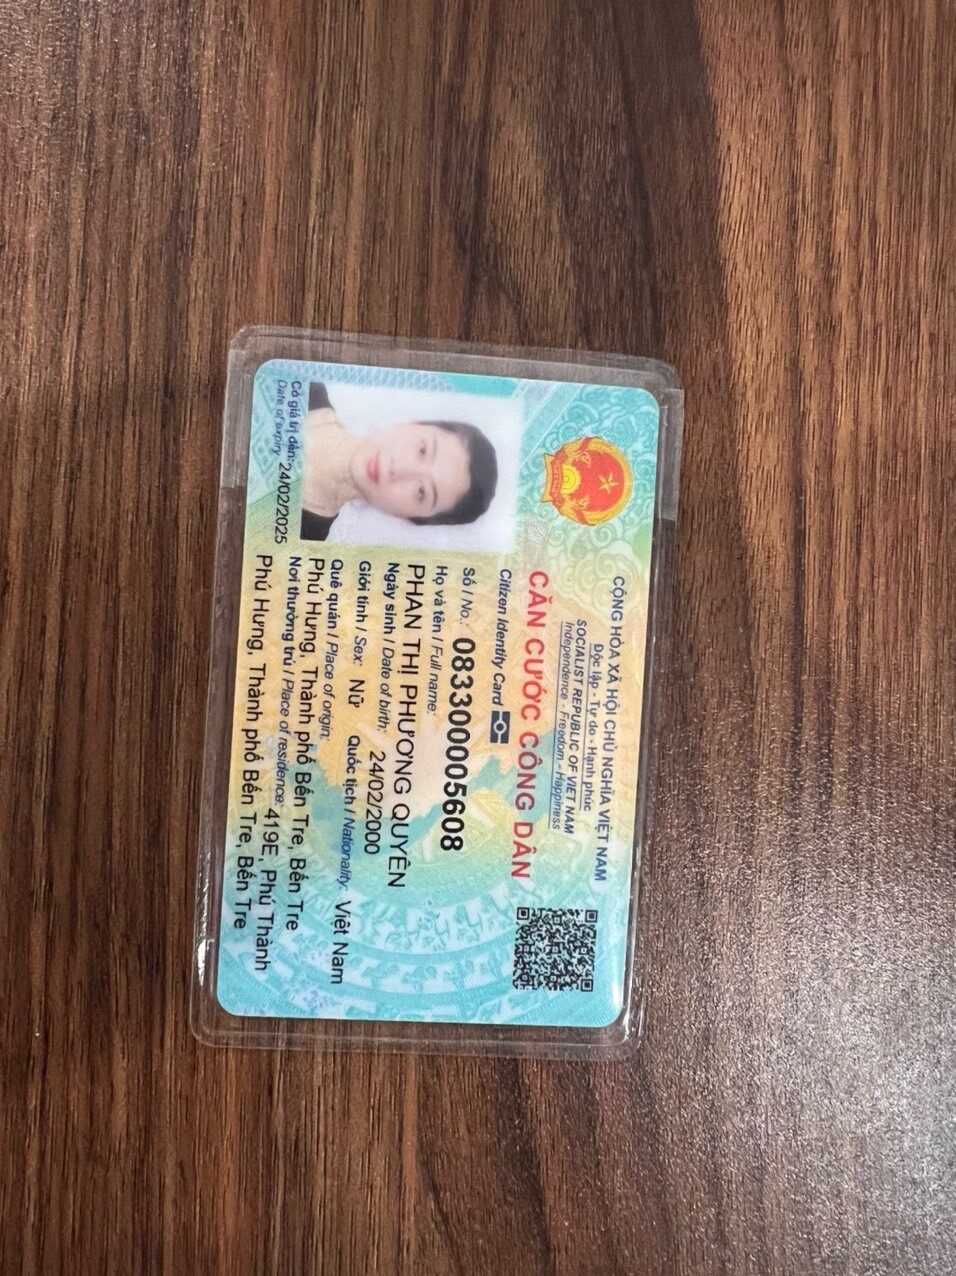 CỘNG HÒA XÃ HỘI CHỦ NGHĨA VIỆT NAM
Độc lập - Tự do - Hạnh phúc
SOCIALIST REPUBLIC OF VIET NAM
Independence - Freedom - Happiness
CĂN CƯỚC CÔNG DÂN
Citizen Identity Card
Số / No.: 083300005608
Họ và tên / Full name:
PHAN THỊ PHƯƠNG QUYÊN
Ngày sinh / Date of birth: 24/02/2000
Giới tính / Sex: Nữ Quốc tịch / Nationality: Việt Nam
Quê quán / Place of origin:
Phú Hưng, Thành phố Bến Tre, Bến Tre
Nơi thường trú / Place of residence: 419E, Phú Thành
Phú Hưng, Thành phố Bến Tre, Bến Tre
Có giá trị đến: 24/02/2025
Date of expiry